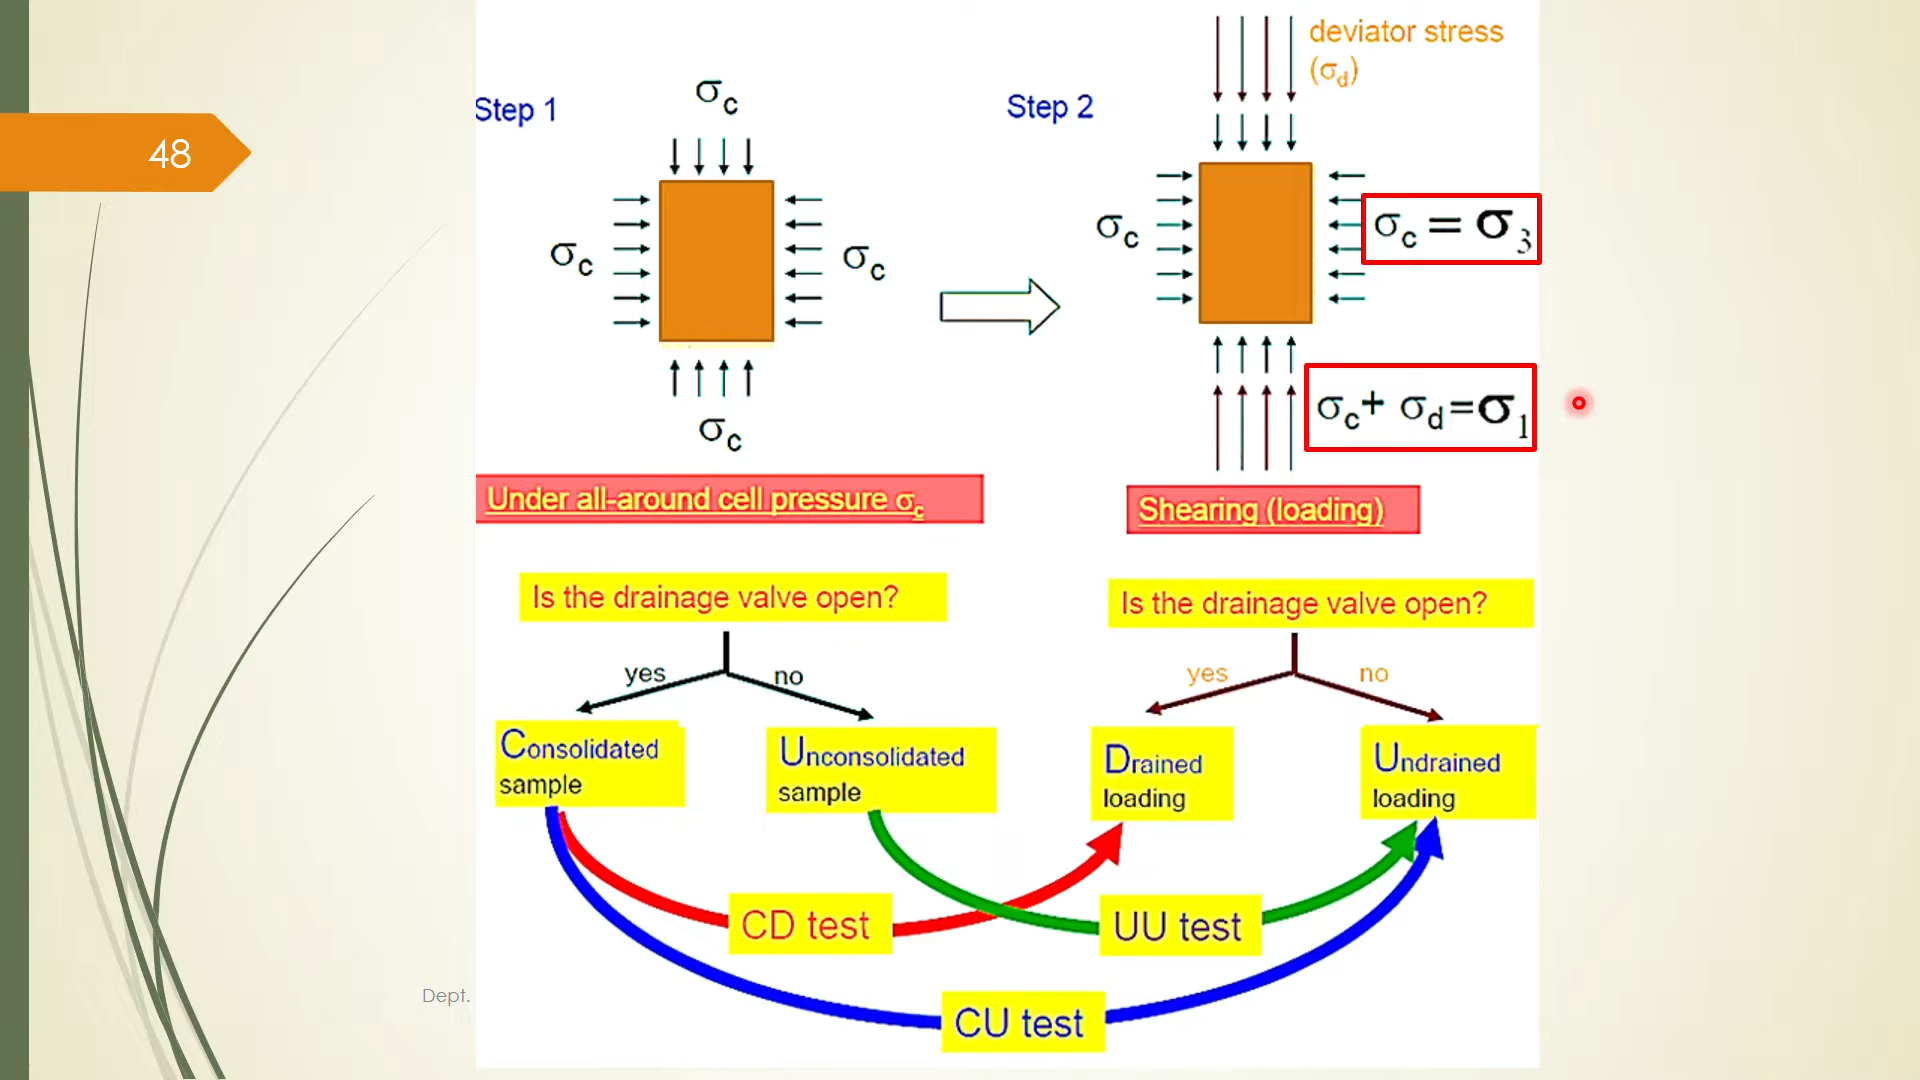 48
Step 1
σc
σc
σc
σc
Step 2
deviator stress
(σd)
σc
σc = σ3
σc+ σd=σ1
Under all-around cell pressure σc
Shearing (loading)
Is the drainage valve open?
yes
no
Consolidated
sample
Unconsolidated
sample
Is the drainage valve open?
yes
no
Drained
loading
Undrained
loading
CD test
UU test
CU test
Dept.